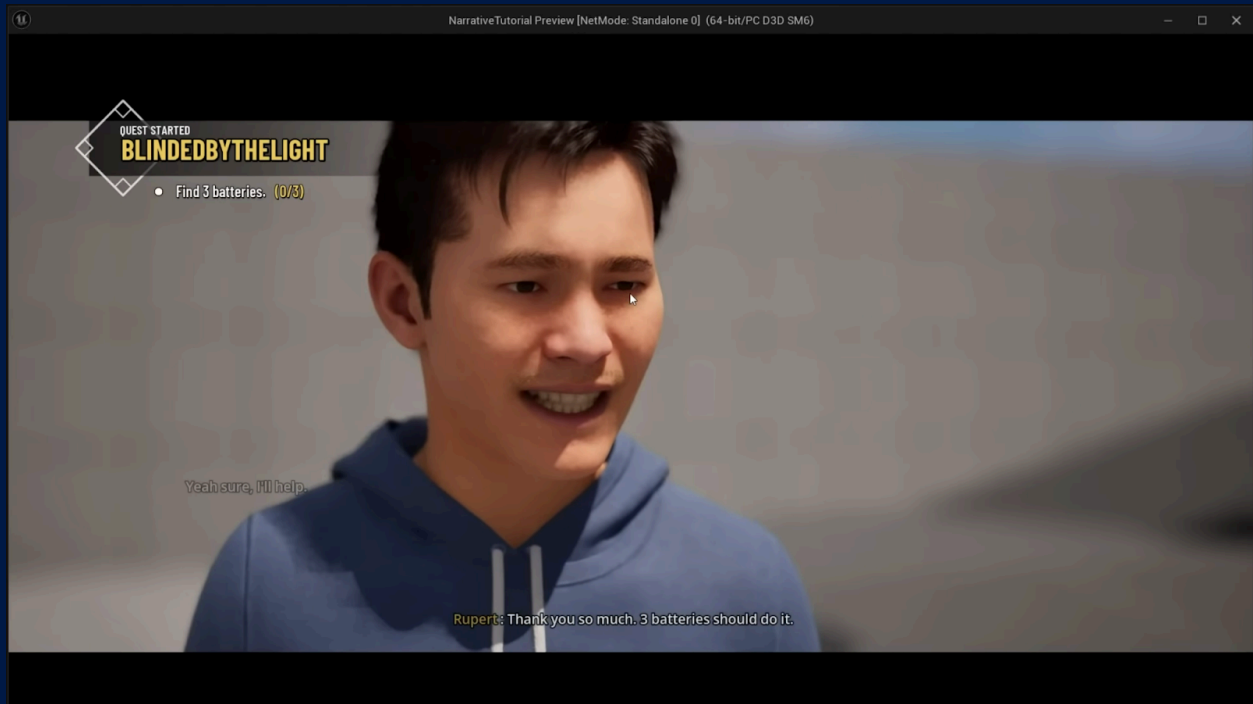 NarrativeTutorial Preview [NetMode: Standalone 0] (64-bit/PC D3D SM6)
QUEST STARTED
BLINDEDBYTHELIGHT
Find 3 batteries. (0/3)
Yeah sure, I'll help.
Rupert: Thank you so much. 3 batteries should do it.